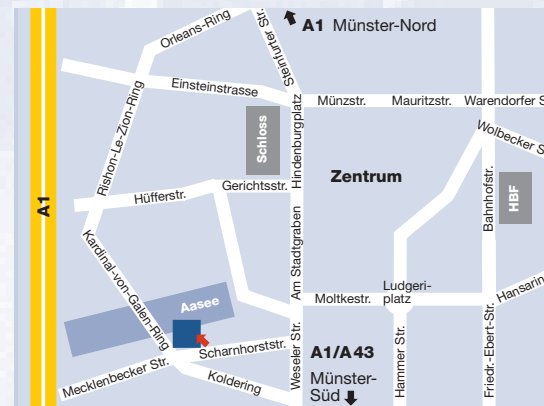 Orleans-Ring
Steinfurter Str.
A1 Münster-Nord
Einsteinstrasse
Münzstr.
Mauritzstr.
Warendorfer S
Rishon-Le-Zion-Ring
Schloss
Hindenburgplatz
Wolbecker S
Zentrum
Gerichtsstr.
Hüfferstr.
Bahnhofstr.
HBF
A1
Kardinal-von-Galen-Ring
Am Stadtgraben
Aasee
Moltkestr.
Ludgeri-
platz
Hansarin
Scharnhorststr.
Weseler Str.
A1/A43
Münster-
Süd
Hammer Str.
Friedr.-Ebert-Str.
Mecklenbecker Str.
Koldering